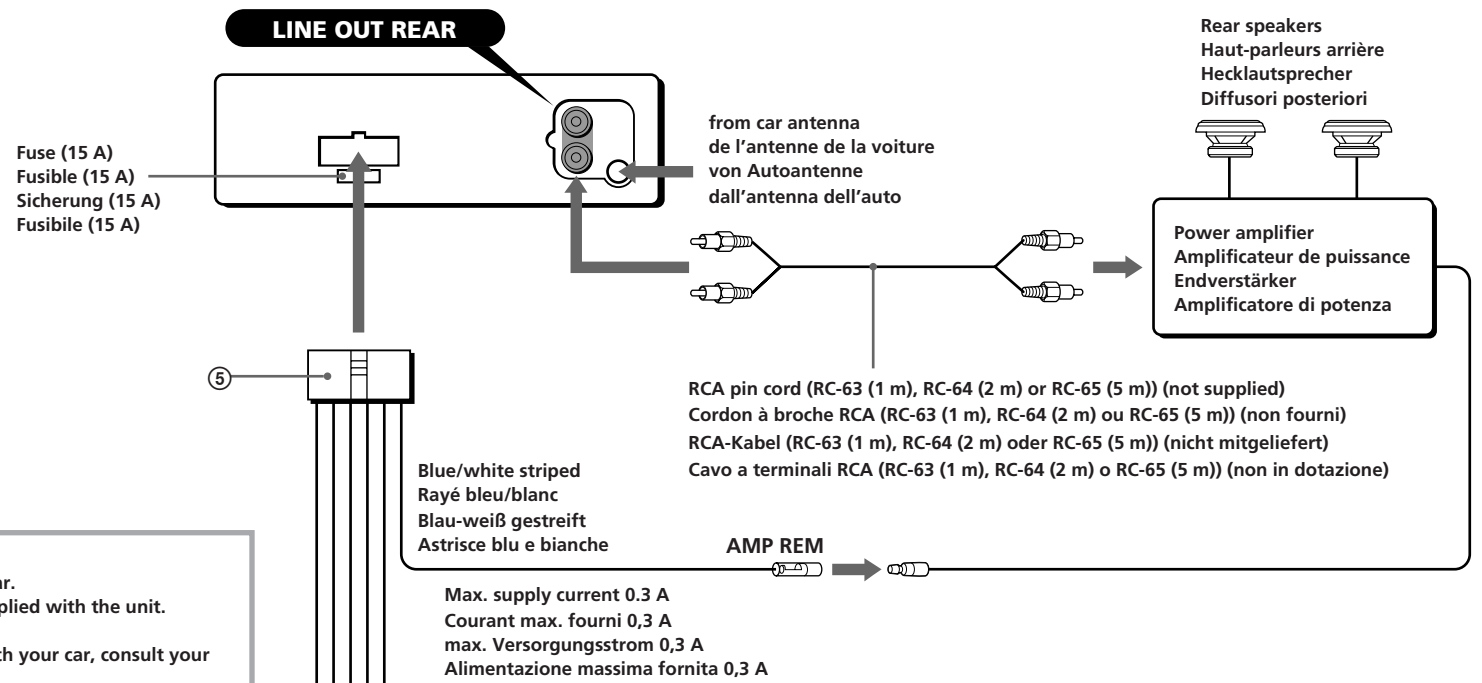 LINE OUT REAR
Rear speakers
Haut-parleurs arrière
Hecklautsprecher
Diffusori posteriori
Fuse (15 A)
Fusible (15 A)
Sicherung (15 A)
Fusibile (15 A)
from car antenna
de l’antenne de la voiture
von Autoantenne
dall’antenna dell’auto
Power amplifier
Amplificateur de puissance
Endverstärker
Amplificatore di potenza
⑤
RCA pin cord (RC-63 (1 m), RC-64 (2 m) or RC-65 (5 m)) (not supplied)
Cordon à broche RCA (RC-63 (1 m), RC-64 (2 m) ou RC-65 (5 m)) (non fourni)
RCA-Kabel (RC-63 (1 m), RC-64 (2 m) oder RC-65 (5 m)) (nicht mitgeliefert)
Cavo a terminali RCA (RC-63 (1 m), RC-64 (2 m) o RC-65 (5 m)) (non in dotazione)
Blue/white striped
Rayé bleu/blanc
Blau-weiß gestreift
Astrisce blu e bianche
AMP REM
Max. supply current 0.3 A
Courant max. fourni 0,3 A
max. Versorgungsstrom 0,3 A
Alimentazione massima fornita 0,3 A
with the unit.
your car, consult your